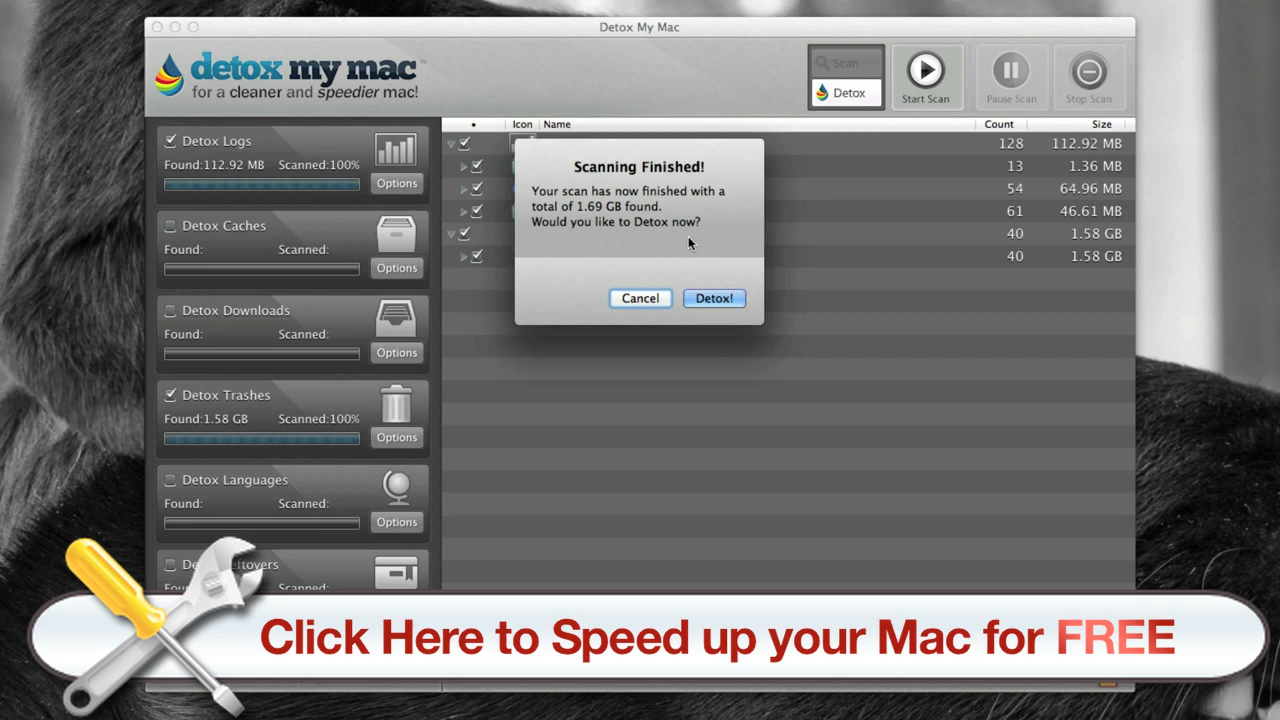 Detox My Mac
detox my mac™
for a cleaner and speedier mac!
Scan
Detox
Start Scan
Pause Scan
Stop Scan
Icon Name Count Size
Detox Logs
Found:112.92 MB Scanned:100%
Options
Detox Caches
Found: Scanned:
Options
Detox Downloads
Found: Scanned:
Options
Detox Trashes
Found:1.58 GB Scanned:100%
Options
Detox Languages
Found: Scanned:
Options
Scanned:
128 112.92 MB
13 1.36 MB
54 64.96 MB
61 46.61 MB
40 1.58 GB
40 1.58 GB
Scanning Finished!
Your scan has now finished with a
total of 1.69 GB found.
Would you like to Detox now?
Cancel Detox!
Click Here to Speed up your Mac for FREE